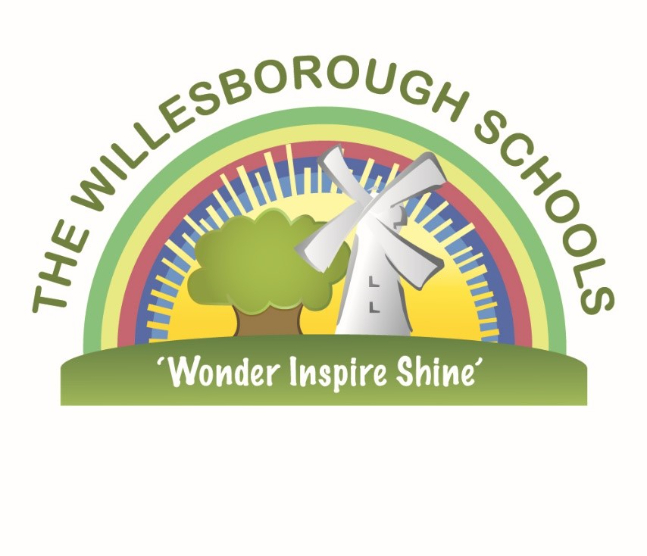 THE WILLESBOROUGH SCHOOLS
‘Wonder Inspire Shine’